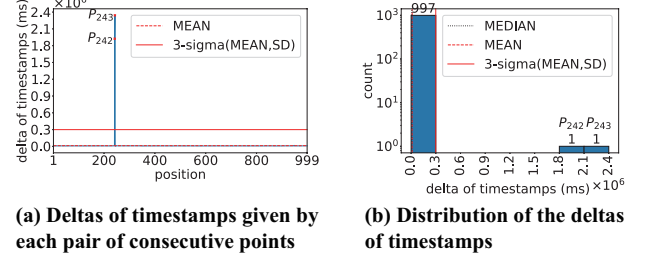 ×10⁶
2.4
2.1
1.8
1.5
1.2
0.9
0.6
0.3
0.0
delta of timestamps (ms)
P243
P242
MEAN
3-sigma(MEAN,SD)
1 200 400 600 800 999
position
(a) Deltas of timestamps given by
each pair of consecutive points
10³
10²
10¹
10⁰
count
997
MEDIAN
MEAN
3-sigma(MEAN,SD)
P242 P243
1 1
0.0 0.3 0.6 0.9 1.2 1.5 1.8 2.1 2.4
delta of timestamps (ms) ×10⁶
(b) Distribution of the deltas
of timestamps